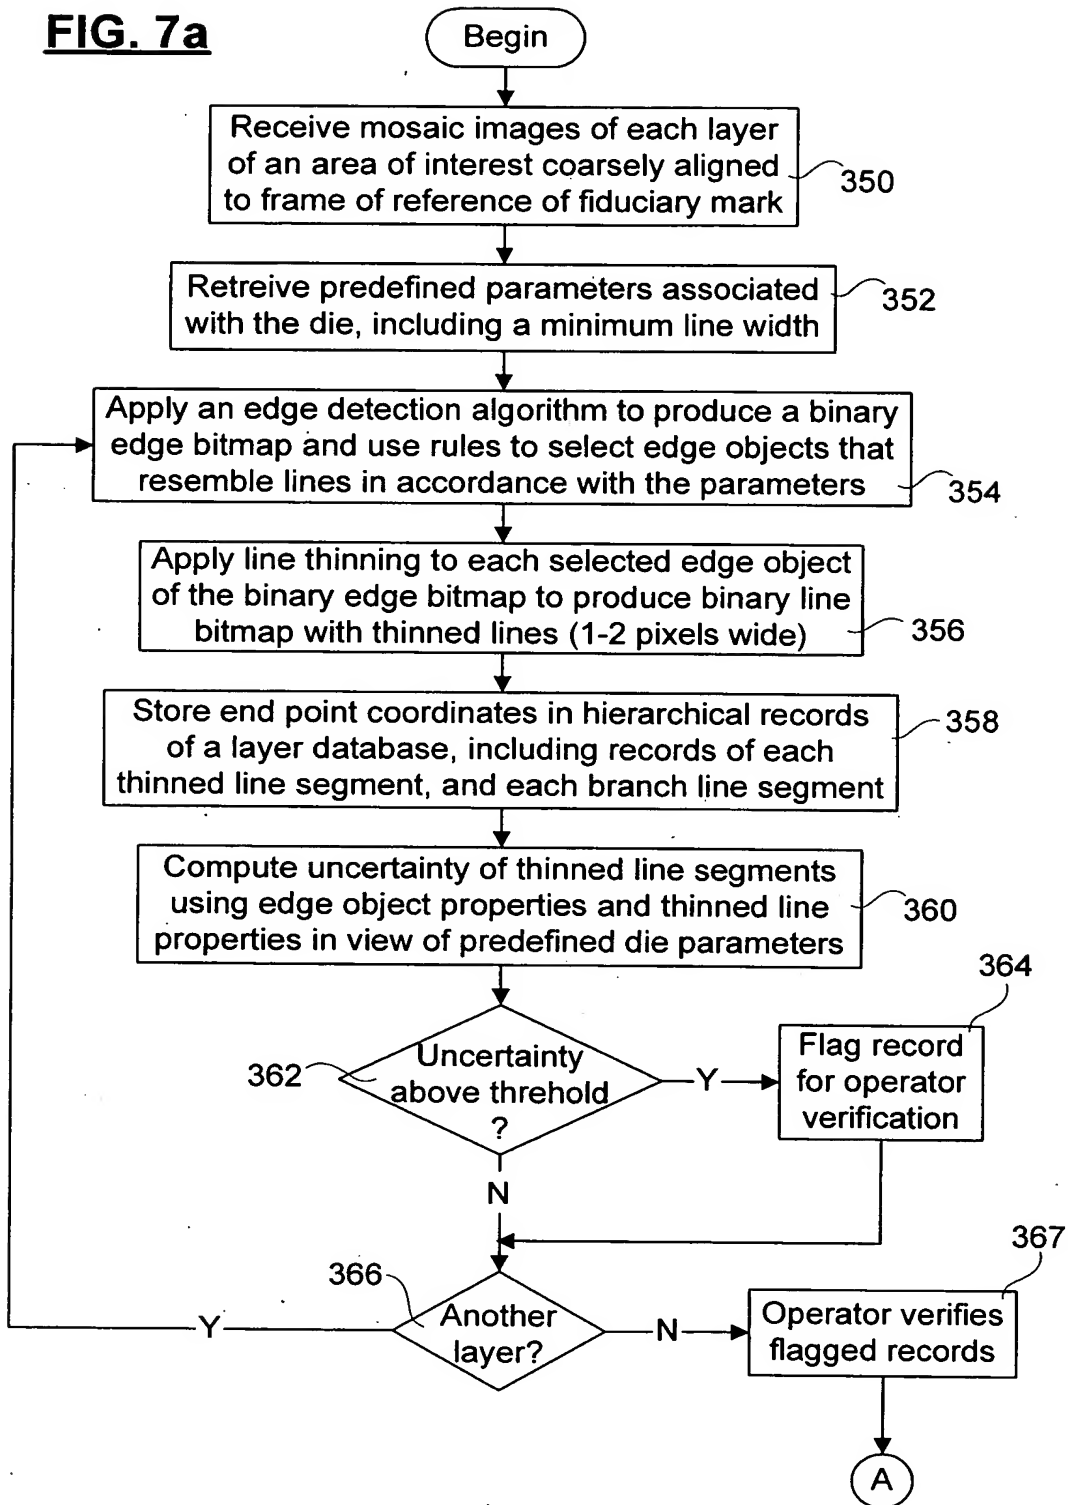 FIG. 7a
Begin
Receive mosaic images of each layer
of an area of interest coarsely aligned
to frame of reference of fiduciary mark
350
Retreive predefined parameters associated
with the die, including a minimum line width
352
Apply an edge detection algorithm to produce a binary
edge bitmap and use rules to select edge objects that
resemble lines in accordance with the parameters
354
Apply line thinning to each selected edge object
of the binary edge bitmap to produce binary line
bitmap with thinned lines (1-2 pixels wide)
356
Store end point coordinates in hierarchical records
of a layer database, including records of each
thinned line segment, and each branch line segment
358
Compute uncertainty of thinned line segments
using edge object properties and thinned line
properties in view of predefined die parameters
360
362
Uncertainty
above threhold
?
Y
364
Flag record
for operator
verification
N
366
Another
layer?
Y
N
367
Operator verifies
flagged records
A